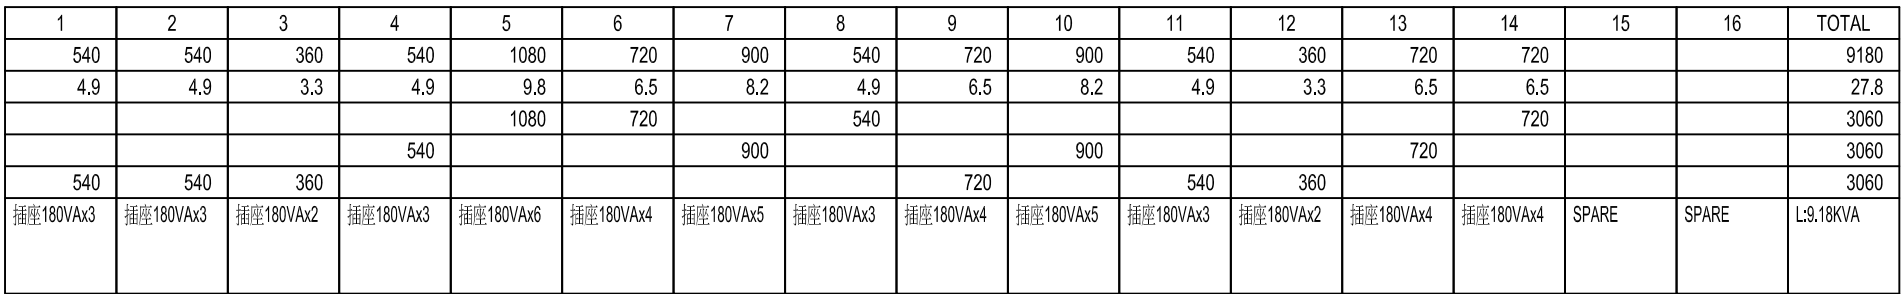 1 2 3 4 5 6 7 8 9 10 11 12 13 14 15 16 TOTAL
540 540 360 540 1080 720 900 540 720 900 540 360 720 720 9180
4.9 4.9 3.3 4.9 9.8 6.5 8.2 4.9 6.5 8.2 4.9 3.3 6.5 6.5 27.8
1080 720 540 720 3060
540 900 900 720 3060
540 540 360 720 540 360 3060
插座180VAx3 插座180VAx3 插座180VAx2 插座180VAx3 插座180VAx6 插座180VAx4 插座180VAx5 插座180VAx3 插座180VAx4 插座180VAx5 插座180VAx3 插座180VAx2 插座180VAx4 插座180VAx4 SPARE SPARE L:9.18KVA